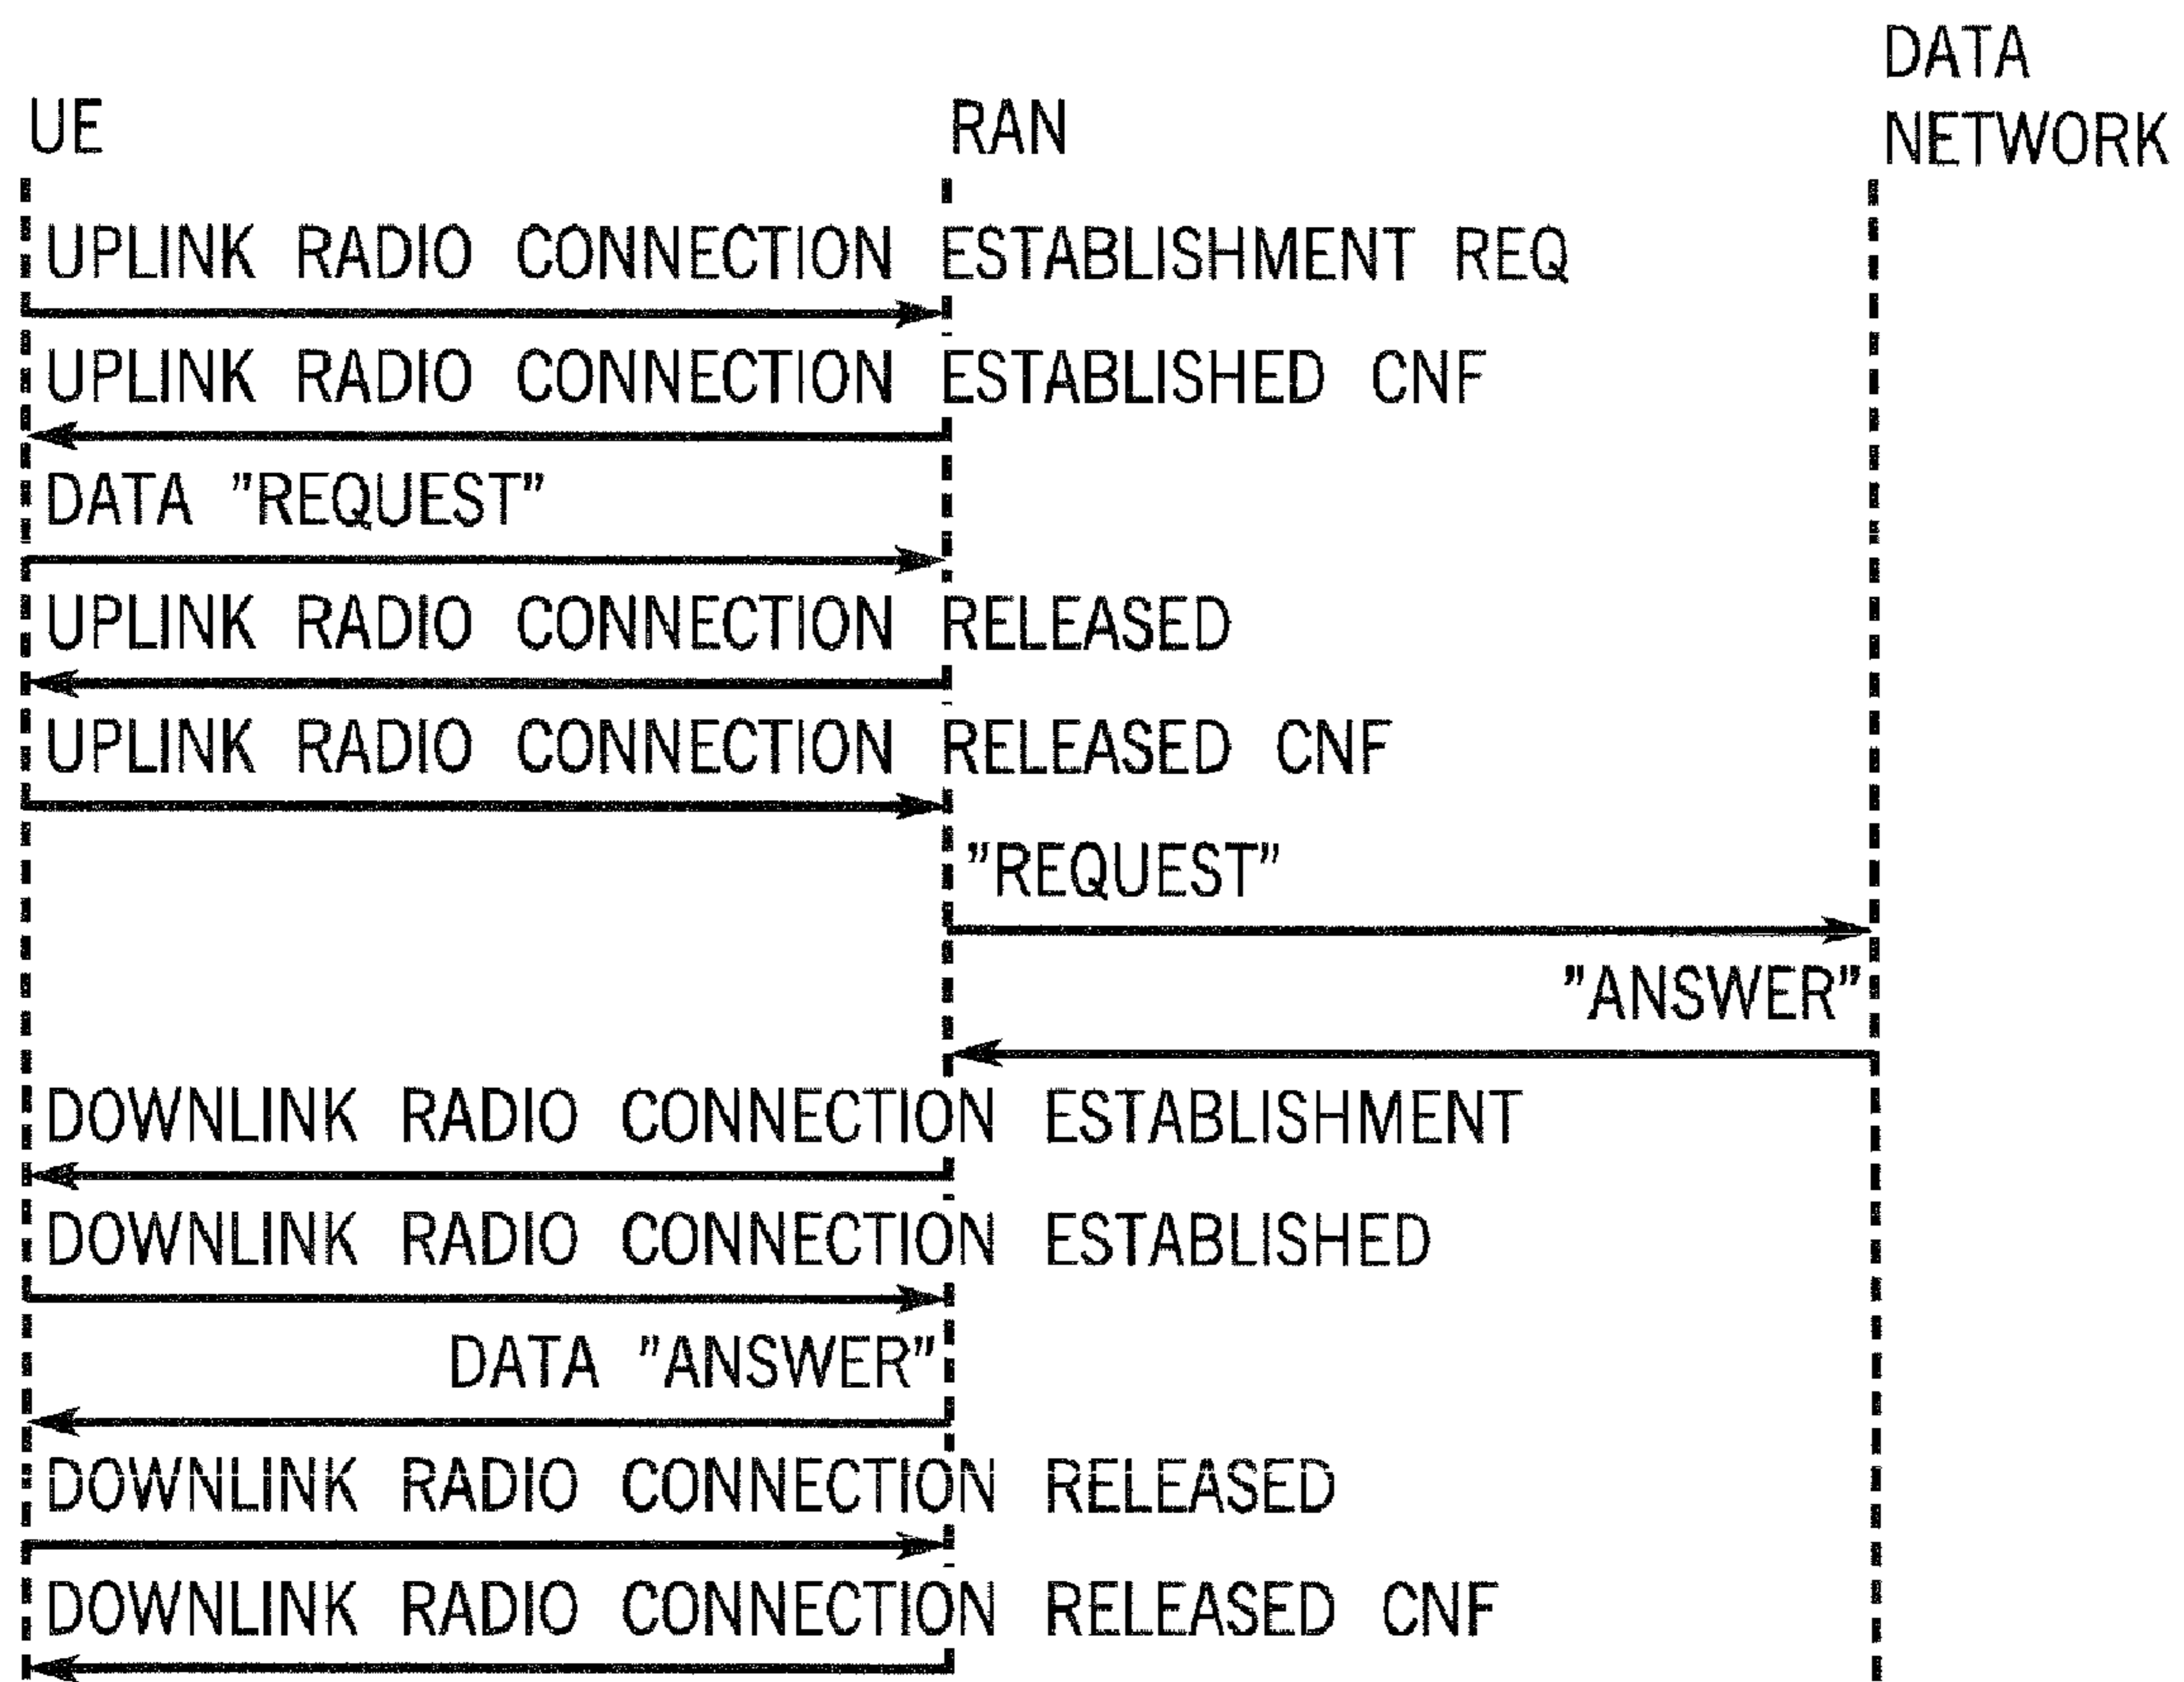 UE
RAN
DATA
NETWORK
UPLINK RADIO CONNECTION ESTABLISHMENT REQ
UPLINK RADIO CONNECTION ESTABLISHED CNF
DATA "REQUEST"
UPLINK RADIO CONNECTION RELEASED
UPLINK RADIO CONNECTION RELEASED CNF
"REQUEST"
"ANSWER"
DOWNLINK RADIO CONNECTION ESTABLISHMENT
DOWNLINK RADIO CONNECTION ESTABLISHED
DATA "ANSWER"
DOWNLINK RADIO CONNECTION RELEASED
DOWNLINK RADIO CONNECTION RELEASED CNF